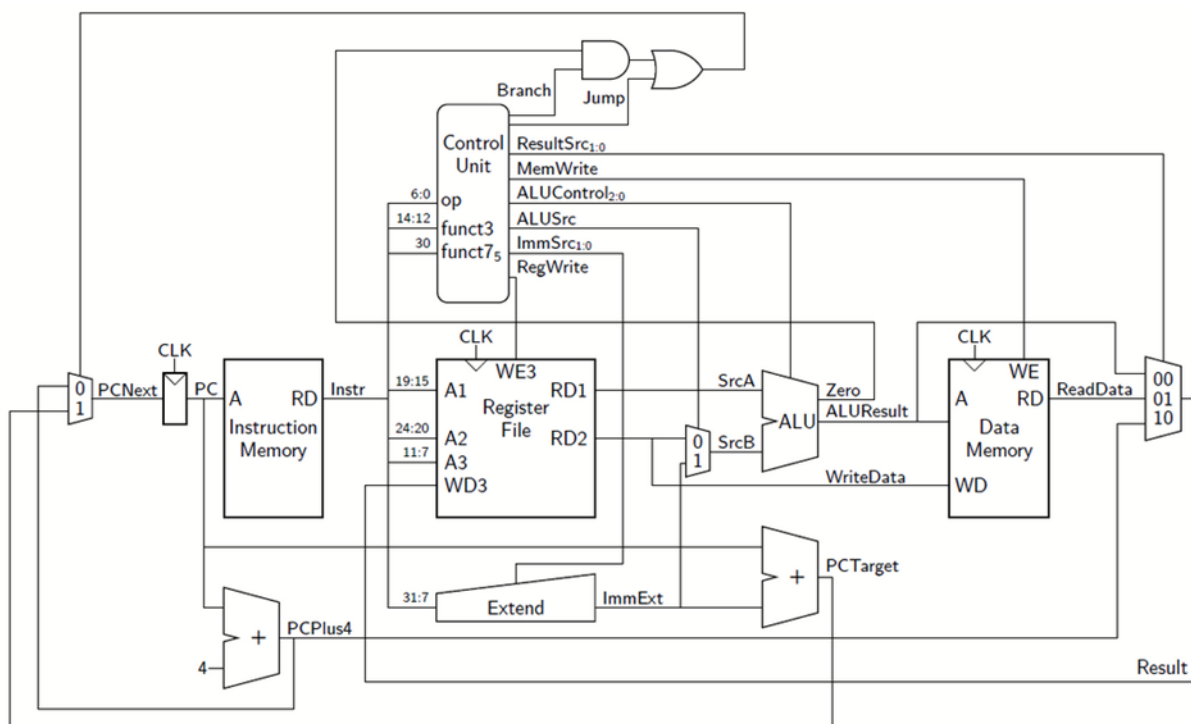 Branch
Jump
Control
Unit
ResultSrc1:0
MemWrite
6:0
op
ALUControl2:0
14:12
funct3
ALUSrc
30
funct75
ImmSrc1:0
RegWrite
CLK
CLK
CLK
0
1
PCNext
PC
A
RD
Instruction
Memory
Instr
19:15
A1
WE3
RD1
Register
File
24:20
A2
RD2
11:7
A3
WD3
SrcA
0
1
SrcB
ALU
Zero
ALUResult
WriteData
WE
A
RD
Data
Memory
WD
ReadData
00
01
10
31:7
Extend
ImmExt
+
PCTarget
+
PCPlus4
4
Result